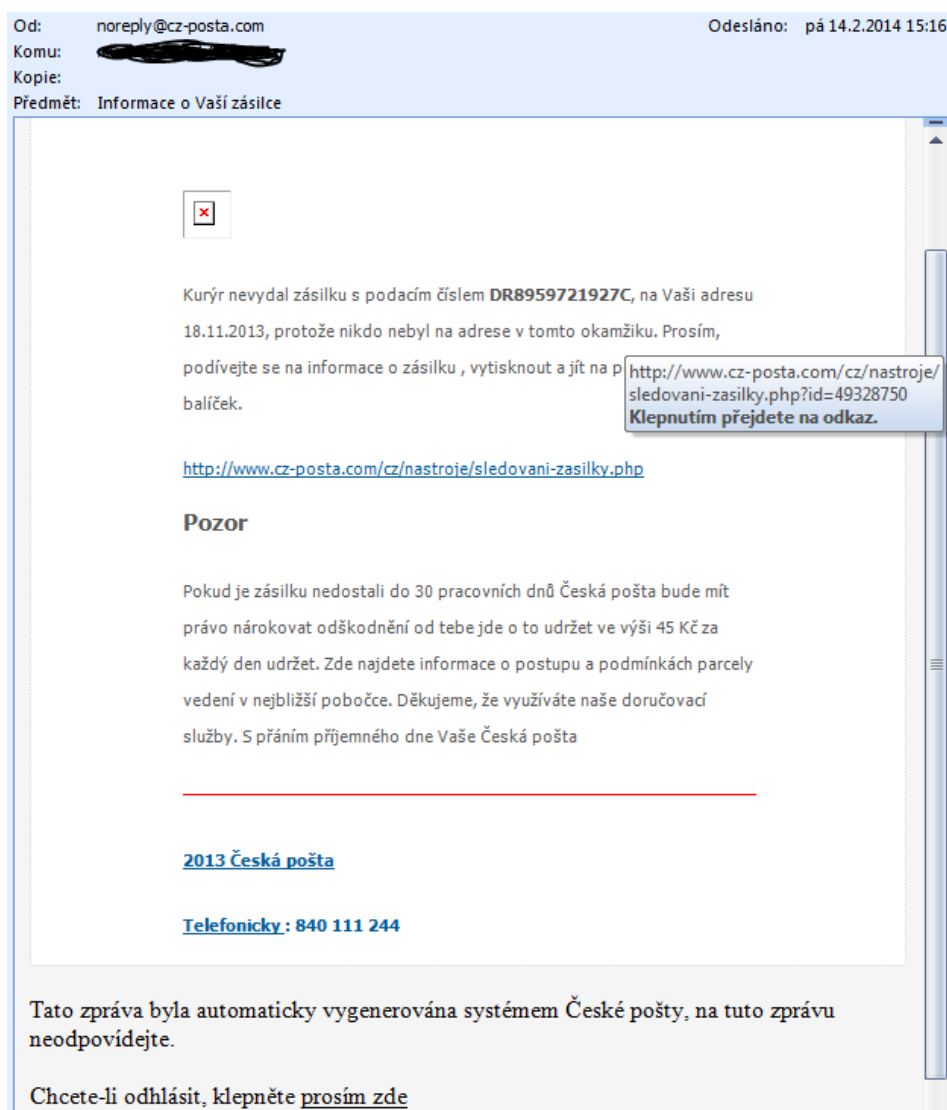 Od: noreply@cz-posta.com Odesláno: pá 14.2.2014 15:16
Komu:
Kopie:
Předmět: Informace o Vaší zásilce
Kurýr nevydal zásilku s podacím číslem DR8959721927C, na Vaši adresu
18.11.2013, protože nikdo nebyl na adrese v tomto okamžiku. Prosím,
podívejte se na informace o zásilku , vytisknout a jít na p
balíček.
http://www.cz-posta.com/cz/nastroje/
sledovani-zasilky.php?id=49328750
Klepnutím přejdete na odkaz.
http://www.cz-posta.com/cz/nastroje/sledovani-zasilky.php
Pozor
Pokud je zásilku nedostali do 30 pracovních dnů Česká pošta bude mít
právo nárokovat odškodnění od tebe jde o to udržet ve výši 45 Kč za
každý den udržet. Zde najdete informace o postupu a podmínkách parcely
vedení v nejbližší pobočce. Děkujeme, že využíváte naše doručovací
služby. S přáním příjemného dne Vaše Česká pošta
2013 Česká pošta
Telefonicky : 840 111 244
Tato zpráva byla automaticky vygenerována systémem České pošty, na tuto zprávu
neodpovídejte.
Chcete-li odhlásit, klepněte prosím zde